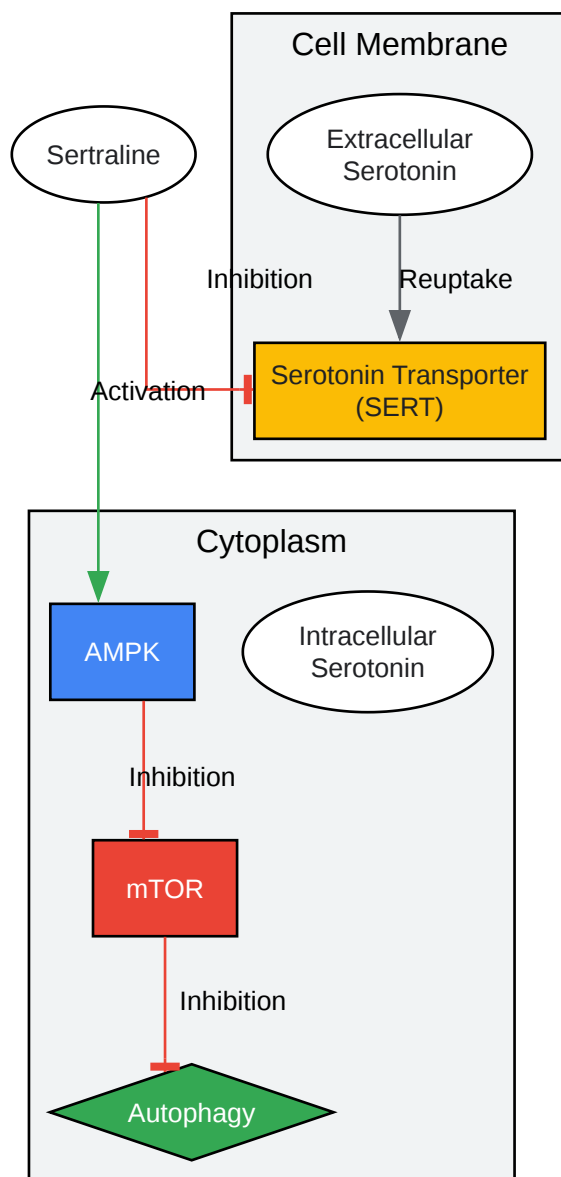 Cell Membrane
Sertraline
Extracellular
Serotonin
Inhibition
Reuptake
Serotonin Transporter
(SERT)
Activation
Cytoplasm
AMPK
Intracellular
Serotonin
Inhibition
mTOR
Inhibition
Autophagy